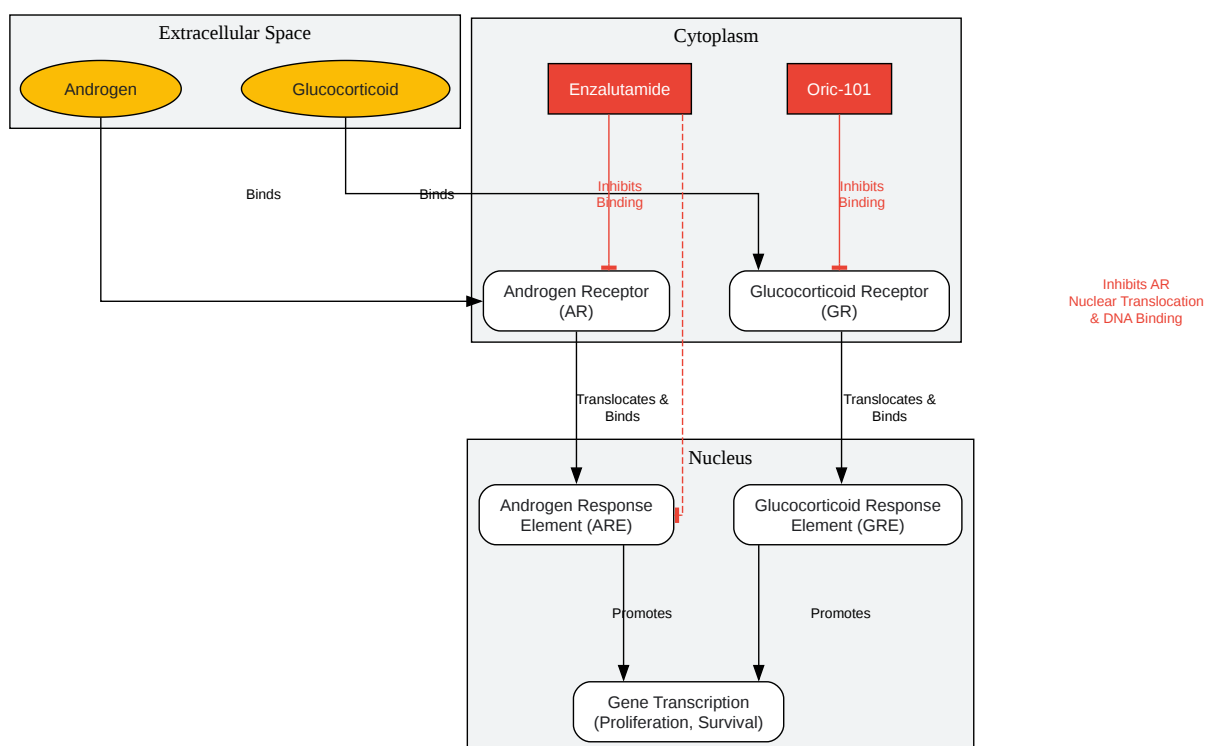 Extracellular Space
Cytoplasm
Androgen
Glucocorticoid
Enzalutamide
Oric-101
Binds
Binds
Inhibits
Binding
Inhibits
Binding
Androgen Receptor
(AR)
Glucocorticoid Receptor
(GR)
Inhibits AR
Nuclear Translocation
& DNA Binding
Translocates &
Binds
Translocates &
Binds
Nucleus
Androgen Response
Element (ARE)
Glucocorticoid Response
Element (GRE)
Promotes
Promotes
Gene Transcription
(Proliferation, Survival)